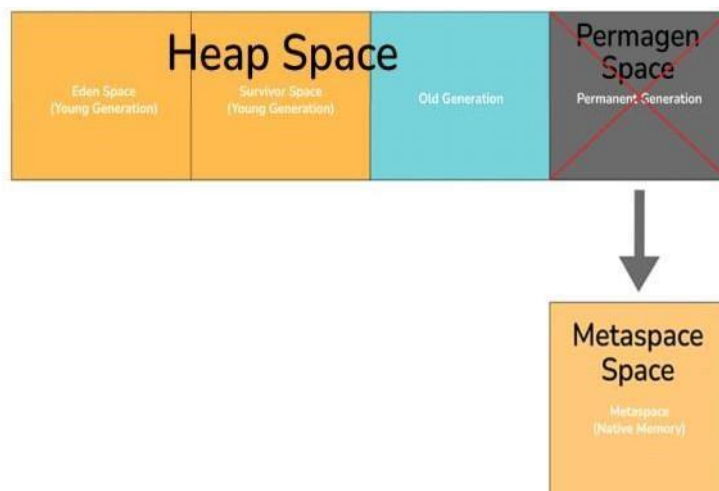 Heap Space
Eden Space
(Young Generation)
Survivor Space
(Young Generation)
Old Generation
Permagen
Space
Permanent Generation
Metaspace
Space
Metaspace
(Native Memory)